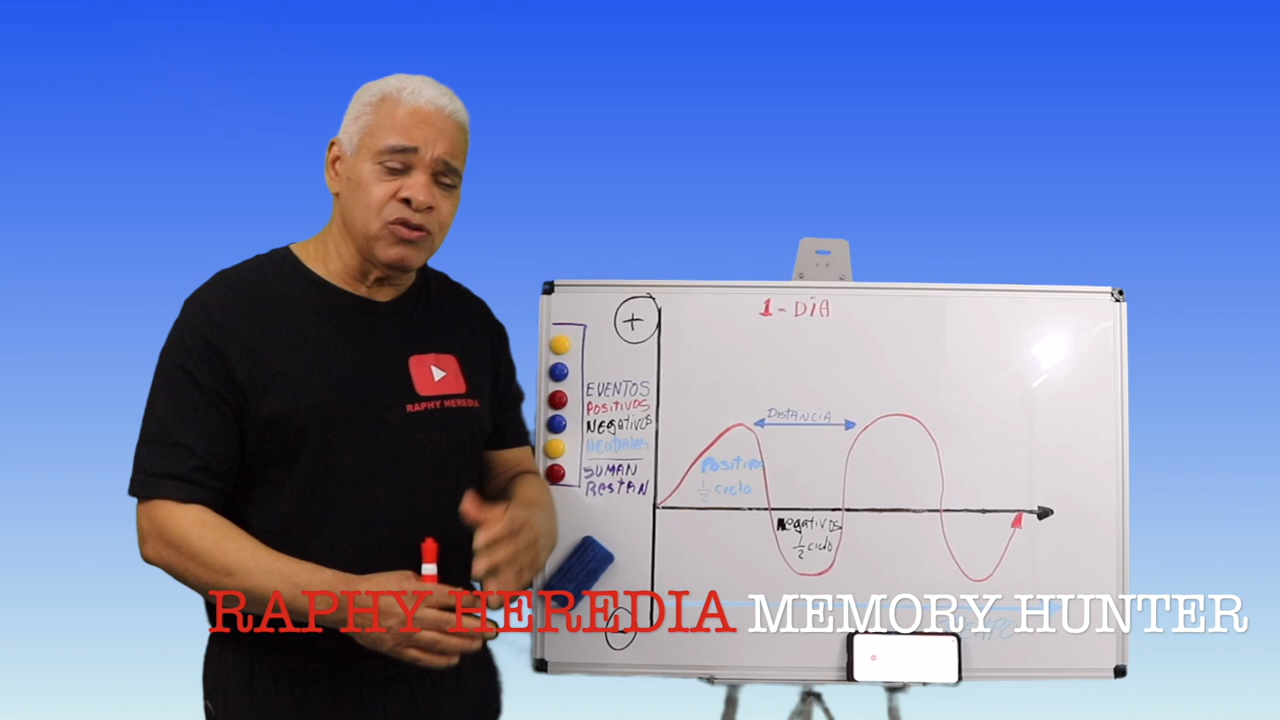 RAPHY HEREDIA
1 - DIA
+
EVENTOS
POSITIVOS
NEGATIVOS
NEUTRALES
SUMAN
RESTAN
DISTANCIA
POSITIVOS
1/2 ciclo
NEGATIVOS
1/2 ciclo
RAPHY HEREDIA MEMORY HUNTER